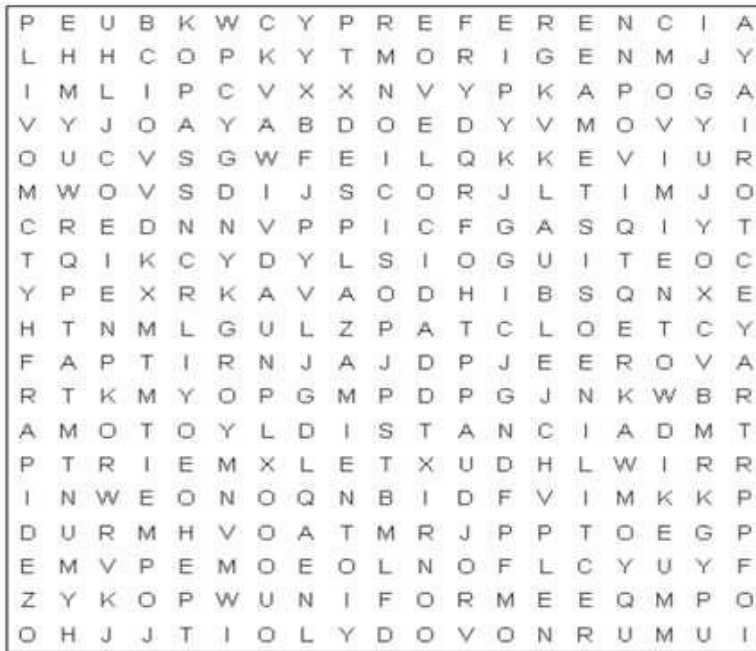 P E U B K W C Y P R E F E R E N C I A
L H H C O P K Y T M O R I G E N M J Y
I M L I P C V X X N V Y P K A P O G A
V Y J O A Y A B D O E D Y V M O V Y I
O U C V S G W F E I L Q K K E V I U R
M W O V S D I J S C O R J L T I M J O
C R E D N N V P P I C F G A S Q I Y T
T Q I K C Y D Y L S I O G U I T E O C
Y P E X R K A V A O D H I B S Q N X E
H T N M L G U L Z P A T C L O E T C Y
F A P T I R N J A J D P J E E R O V A
R T K M Y O P G M P D P G J N K W B R
A M O T O Y L D I S T A N C I A D M T
P T R I E M X L E T X U D H L W I R R
I N W E O N O Q N B I D F V I M K K P
D U R M H V O A T M R J P P T O E G P
E M V P E M O E O L N O F L C Y U Y F
Z Y K O P W U N I F O R M E E Q M P O
O H J J T I O L Y D O V O N R U M U I